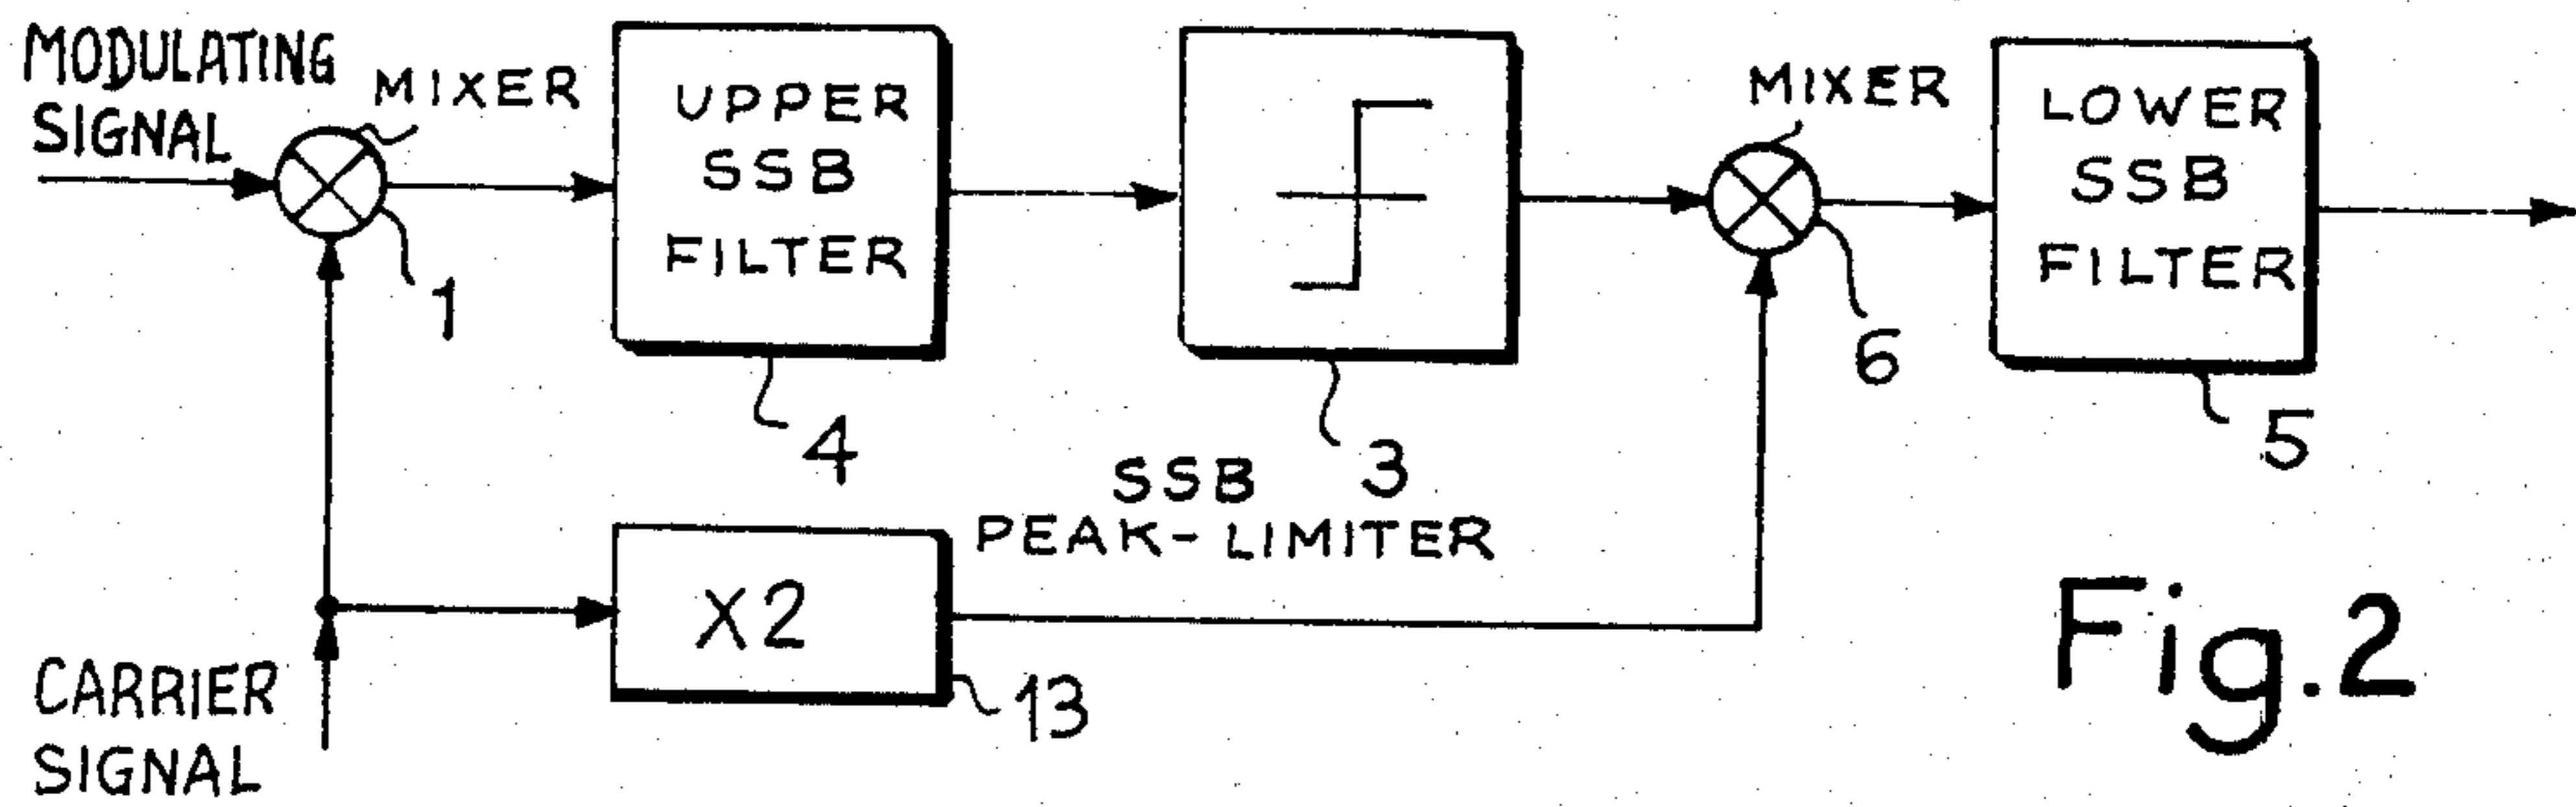 MODULATING
SIGNAL
MIXER
1
UPPER
SSB
FILTER
4
3
SSB
PEAK-LIMITER
MIXER
6
LOWER
SSB
FILTER
5
X2
13
CARRIER
SIGNAL
Fig.2